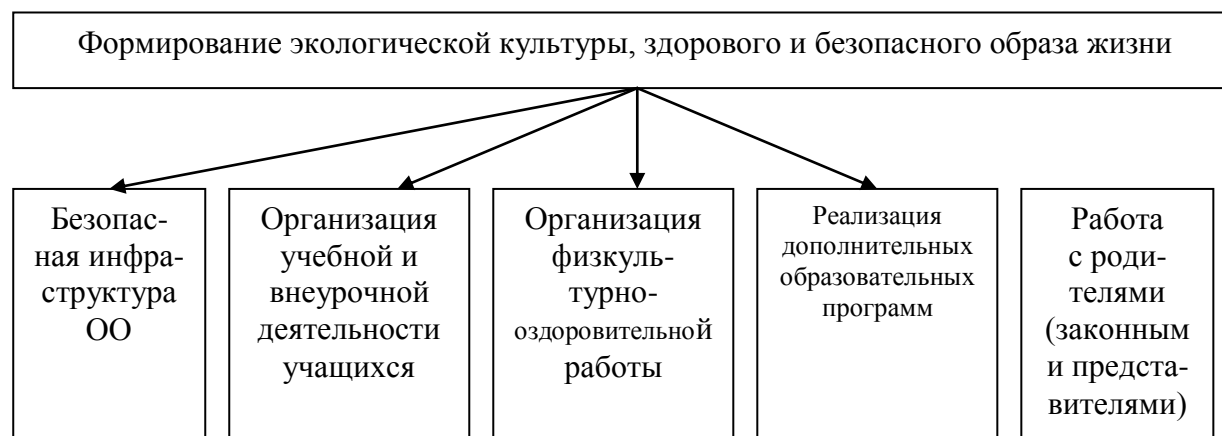 Формирование экологической культуры, здорового и безопасного образа жизни
Безопас-
ная инфра-
структура
ОО
Организация
учебной и
внеурочной
деятельности
учащихся
Организация
физкуль-
турно-
оздоровительной
работы
Реализация
дополнительных
образовательных
программ
Работа
с роди-
телями
(законным
и предста-
вителями)